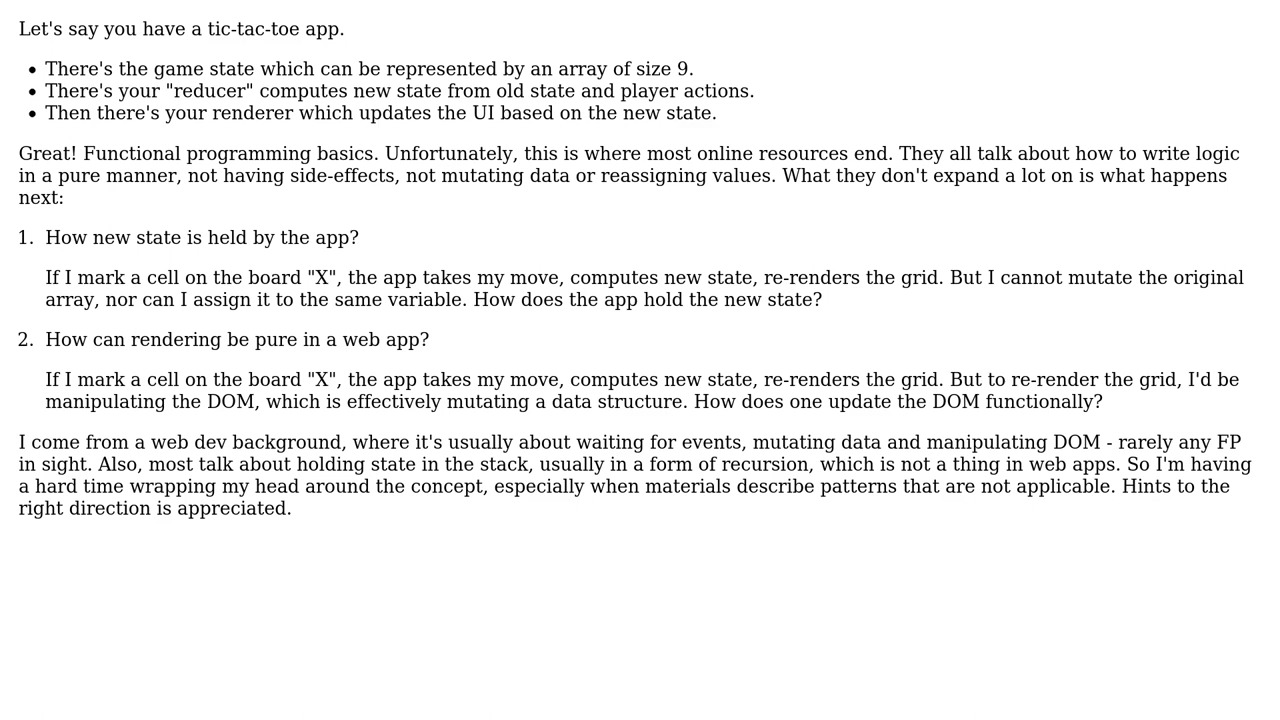 Let's say you have a tic-tac-toe app.
• There's the game state which can be represented by an array of size 9.
• There's your "reducer" computes new state from old state and player actions.
• Then there's your renderer which updates the UI based on the new state.
Great! Functional programming basics. Unfortunately, this is where most online resources end. They all talk about how to write logic
in a pure manner, not having side-effects, not mutating data or reassigning values. What they don't expand a lot on is what happens
next:
1. How new state is held by the app?
If I mark a cell on the board "X", the app takes my move, computes new state, re-renders the grid. But I cannot mutate the original
array, nor can I assign it to the same variable. How does the app hold the new state?
2. How can rendering be pure in a web app?
If I mark a cell on the board "X", the app takes my move, computes new state, re-renders the grid. But to re-render the grid, I'd be
manipulating the DOM, which is effectively mutating a data structure. How does one update the DOM functionally?
I come from a web dev background, where it's usually about waiting for events, mutating data and manipulating DOM - rarely any FP
in sight. Also, most talk about holding state in the stack, usually in a form of recursion, which is not a thing in web apps. So I'm having
a hard time wrapping my head around the concept, especially when materials describe patterns that are not applicable. Hints to the
right direction is appreciated.